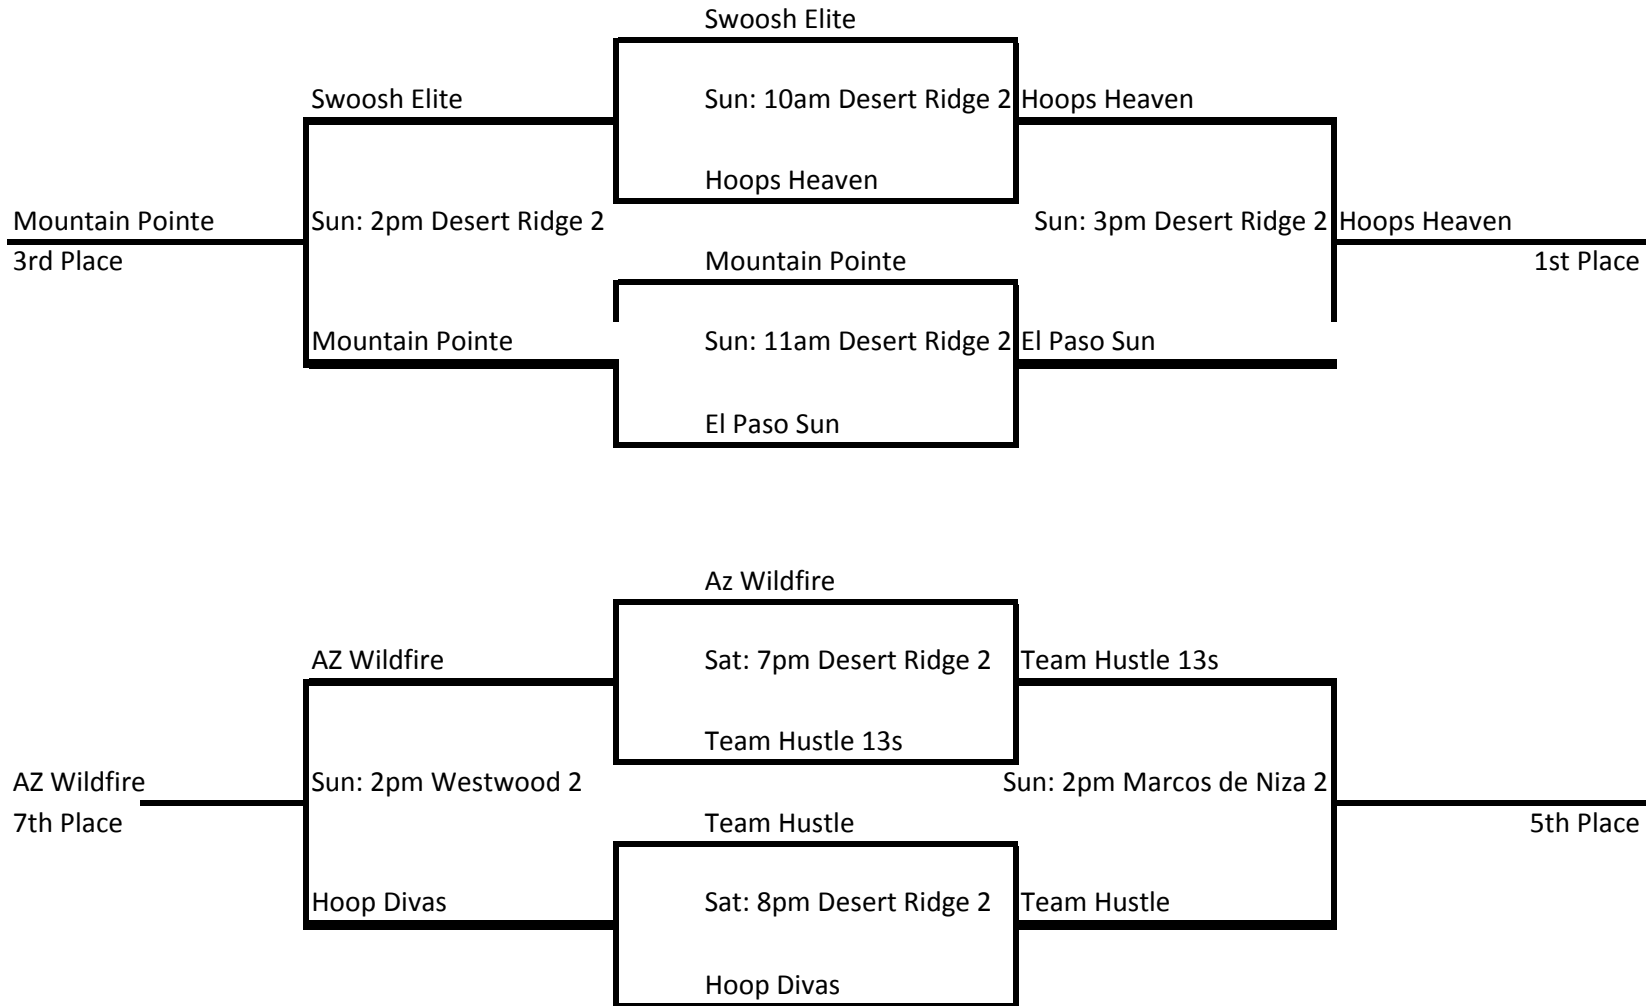 Swoosh Elite
Swoosh Elite
Sun: 10am Desert Ridge 2
Hoops Heaven
Hoops Heaven
Mountain Pointe
Sun: 2pm Desert Ridge 2
Sun: 3pm Desert Ridge 2
Hoops Heaven
3rd Place
Mountain Pointe
1st Place
Mountain Pointe
Sun: 11am Desert Ridge 2
El Paso Sun
El Paso Sun
Az Wildfire
AZ Wildfire
Sat: 7pm Desert Ridge 2
Team Hustle 13s
Team Hustle 13s
AZ Wildfire
Sun: 2pm Westwood 2
Sun: 2pm Marcos de Niza 2
7th Place
Team Hustle
5th Place
Hoop Divas
Sat: 8pm Desert Ridge 2
Team Hustle
Hoop Divas